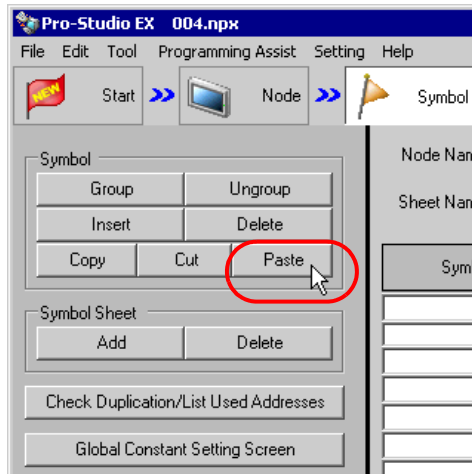 Pro-Studio EX 004.npx
File Edit Tool Programming Assist Setting Help
NEW Start Node Symbol
Symbol
Group Ungroup
Insert Delete
Copy Cut Paste
Symbol Sheet
Add Delete
Check Duplication/List Used Addresses
Global Constant Setting Screen
Node Nan
Sheet Nan
Sym